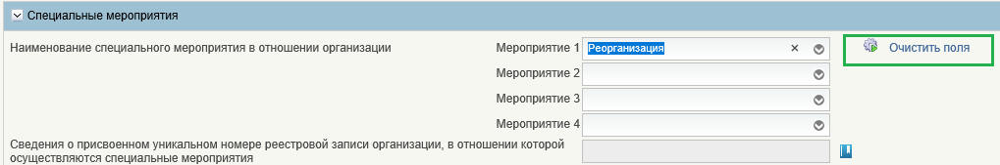 Специальные мероприятия
Наименование специального мероприятия в отношении организации
Мероприятие 1 Реорганизация
Очистить поля
Мероприятие 2
Мероприятие 3
Мероприятие 4
Сведения о присвоенном уникальном номере реестровой записи организации, в отношении которой
осуществляются специальные мероприятия